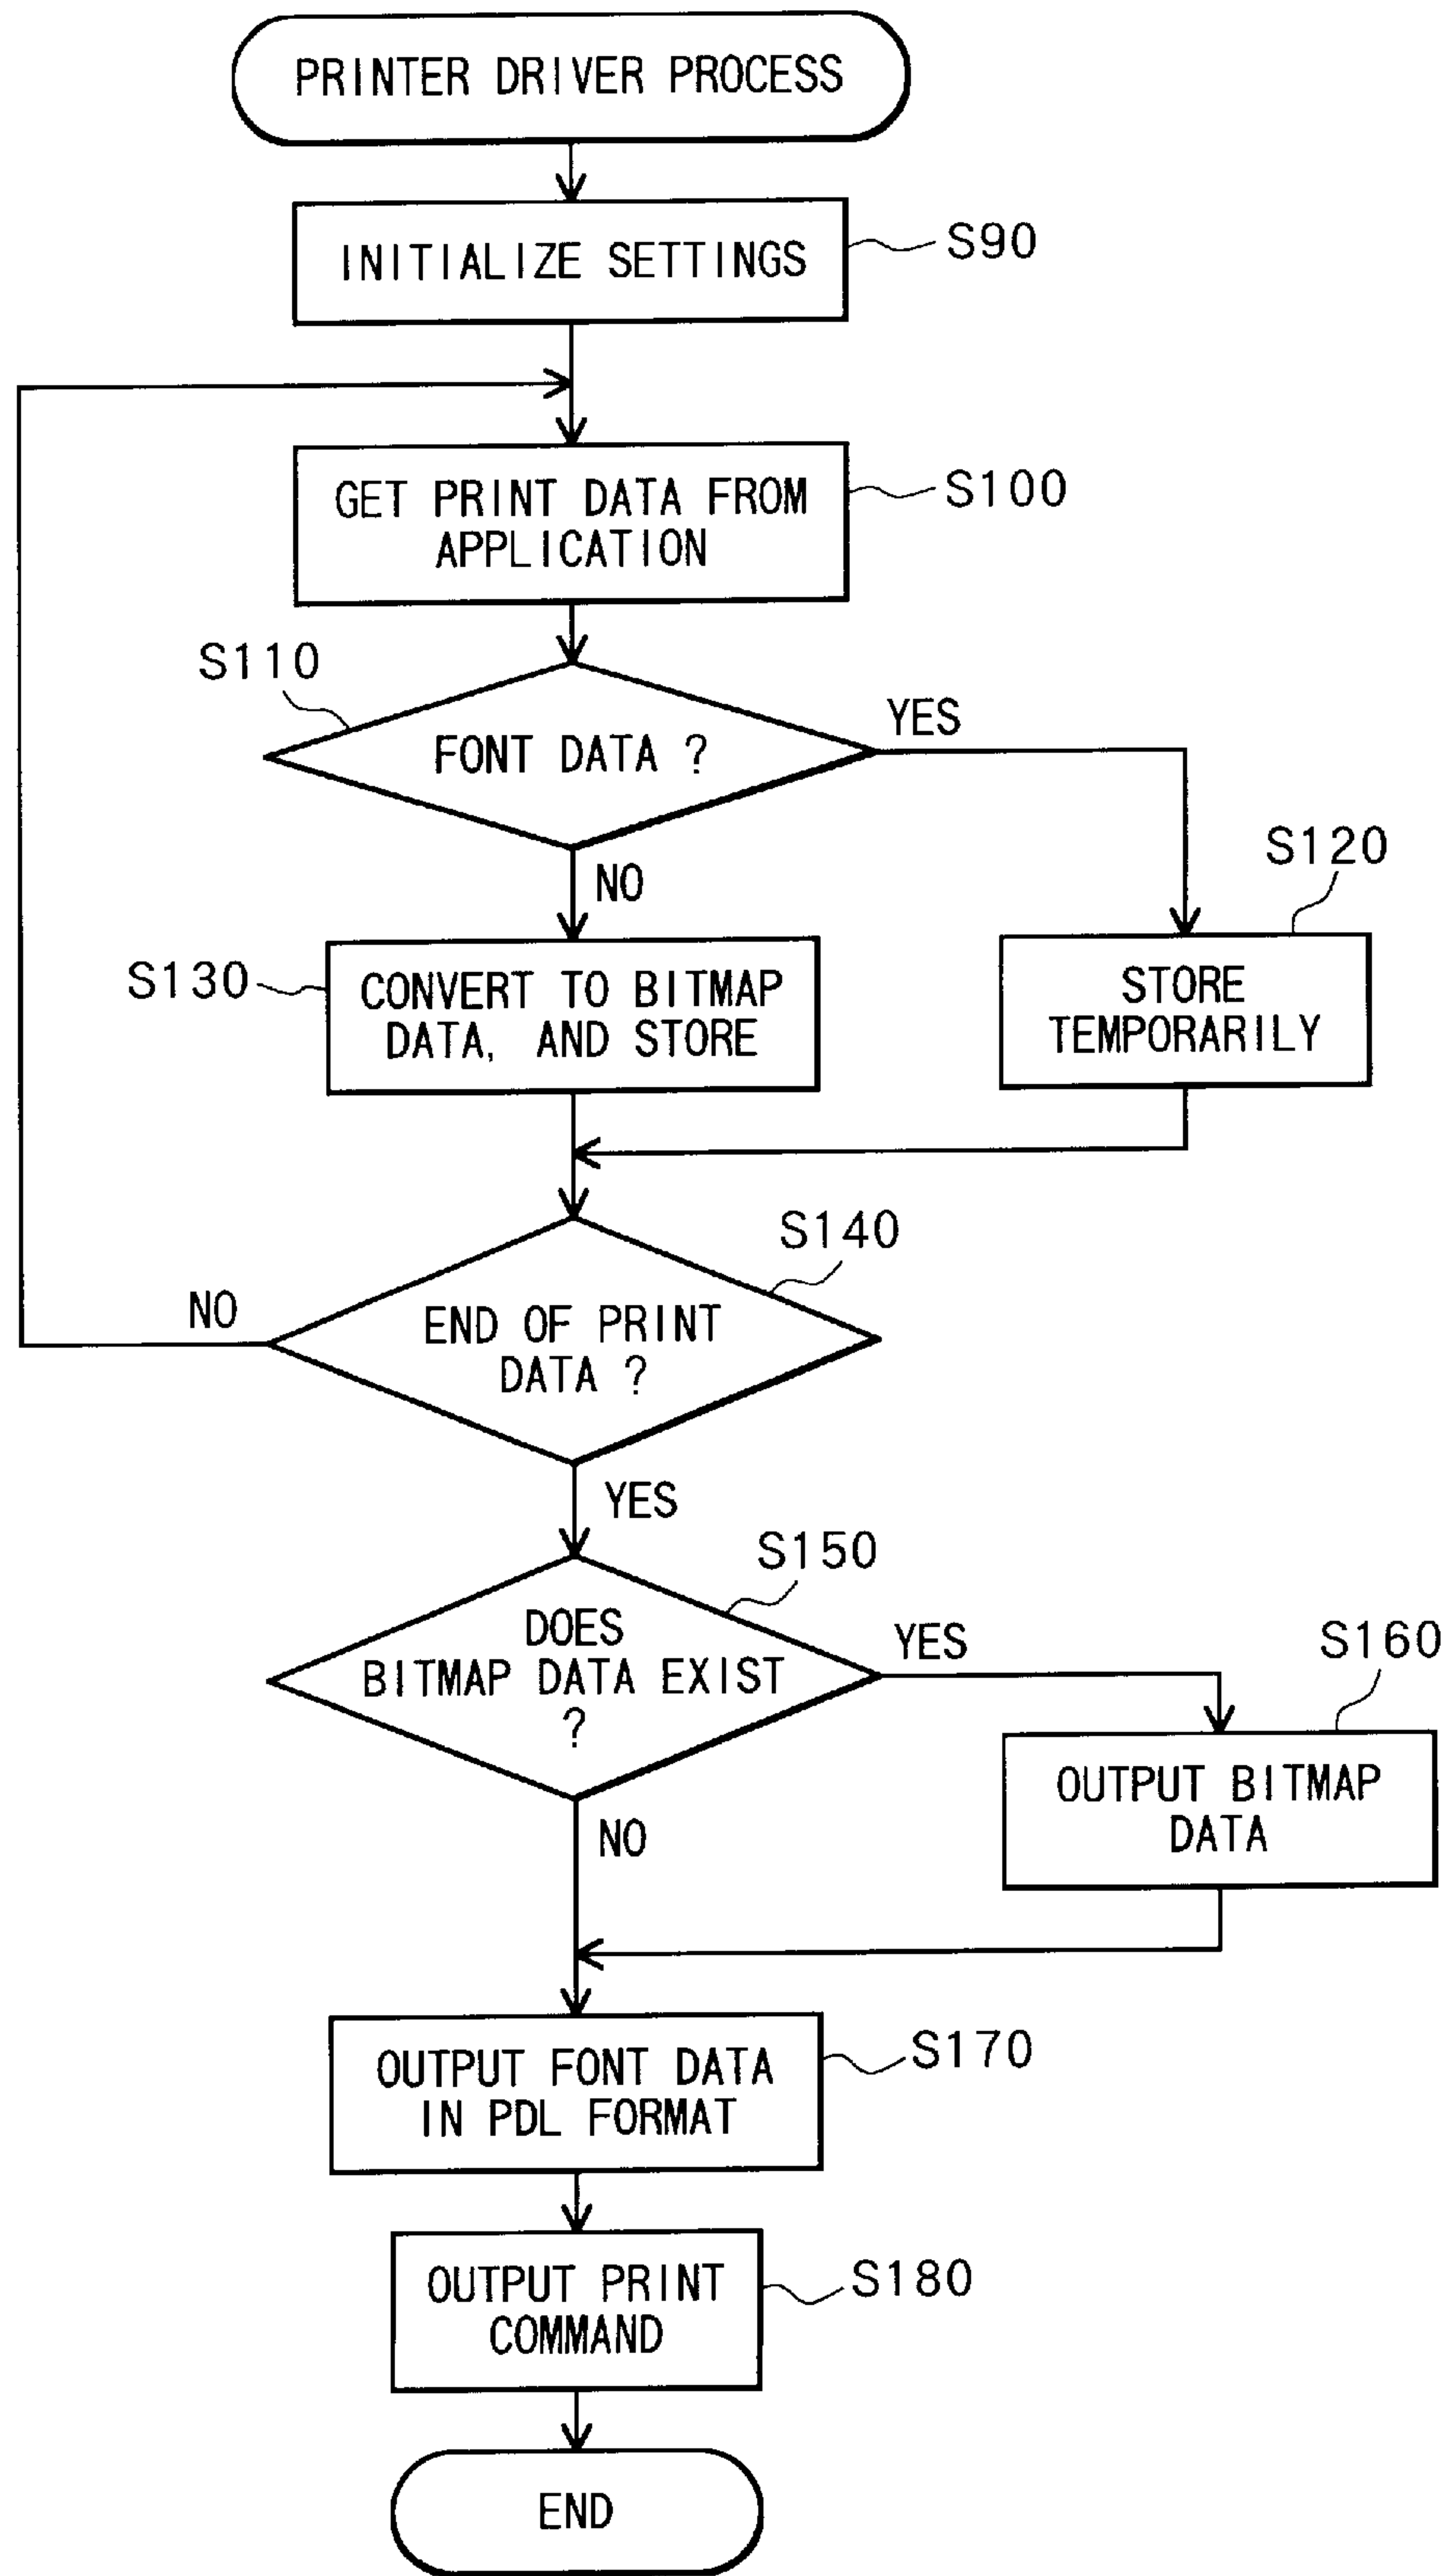 PRINTER DRIVER PROCESS
INITIALIZE SETTINGS
S90
GET PRINT DATA FROM
APPLICATION
S100
S110
FONT DATA ?
YES
NO
S120
STORE
TEMPORARILY
S130
CONVERT TO BITMAP
DATA, AND STORE
S140
END OF PRINT
DATA ?
NO
YES
S150
DOES
BITMAP DATA EXIST
?
YES
NO
S160
OUTPUT BITMAP
DATA
OUTPUT FONT DATA
IN PDL FORMAT
S170
OUTPUT PRINT
COMMAND
S180
END